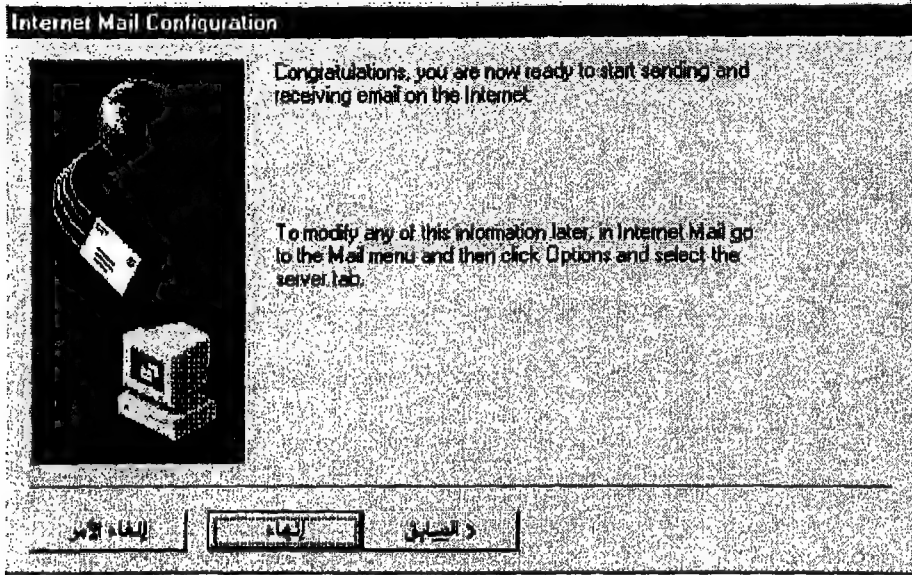 Internet Mail Configuration
Congratulations, you are now ready to start sending and
receiving email on the Internet.
To modify any of this information later, in Internet Mail go
to the Mail menu and then click Options and select the
server tab.
إلغاء الأمر
إنهاء
< السابق